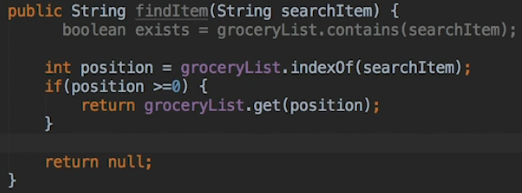 public String findItem(String searchItem) {
boolean exists = groceryList.contains(searchItem);
int position = groceryList.indexOf(searchItem);
if(position >=0) {
return groceryList.get(position);
}
return null;
}